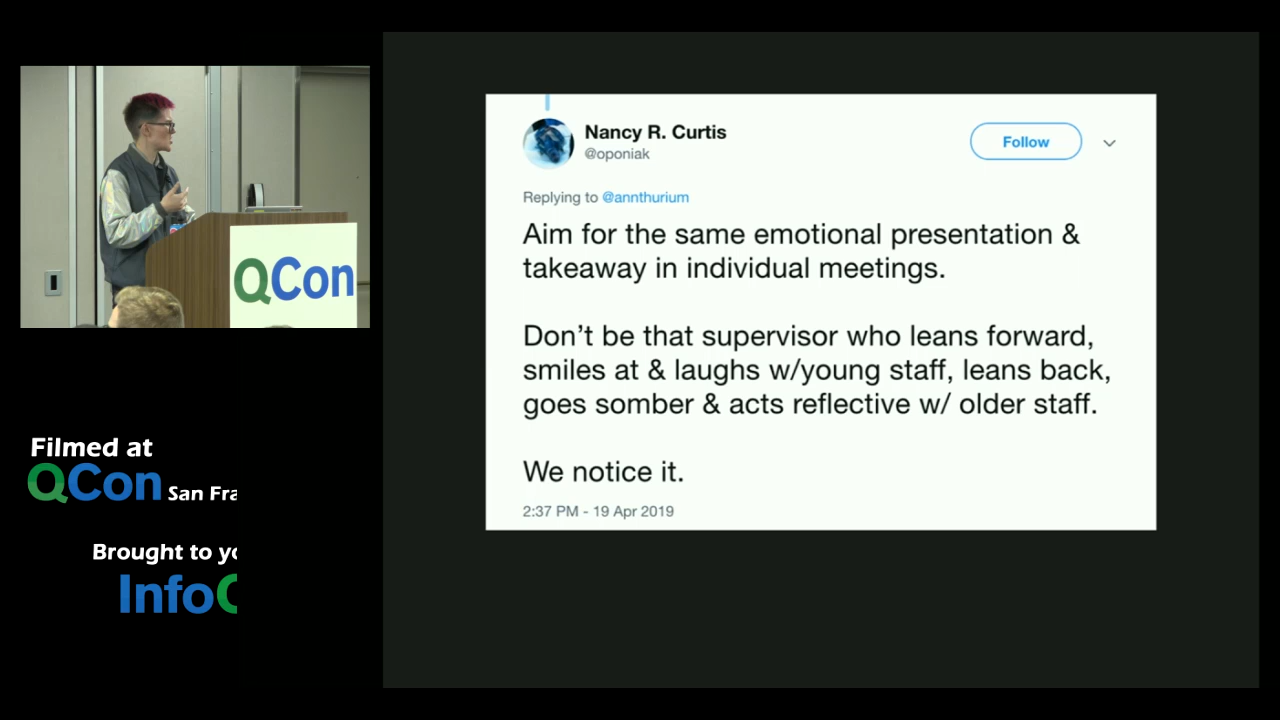 QCon
Filmed at
QCon San Fra
Brought to yo
InfoQ
Nancy R. Curtis
@oponiak
Follow
Replying to @annthurium
Aim for the same emotional presentation &
takeaway in individual meetings.
Don't be that supervisor who leans forward,
smiles at & laughs w/young staff, leans back,
goes somber & acts reflective w/ older staff.
We notice it.
2:37 PM - 19 Apr 2019